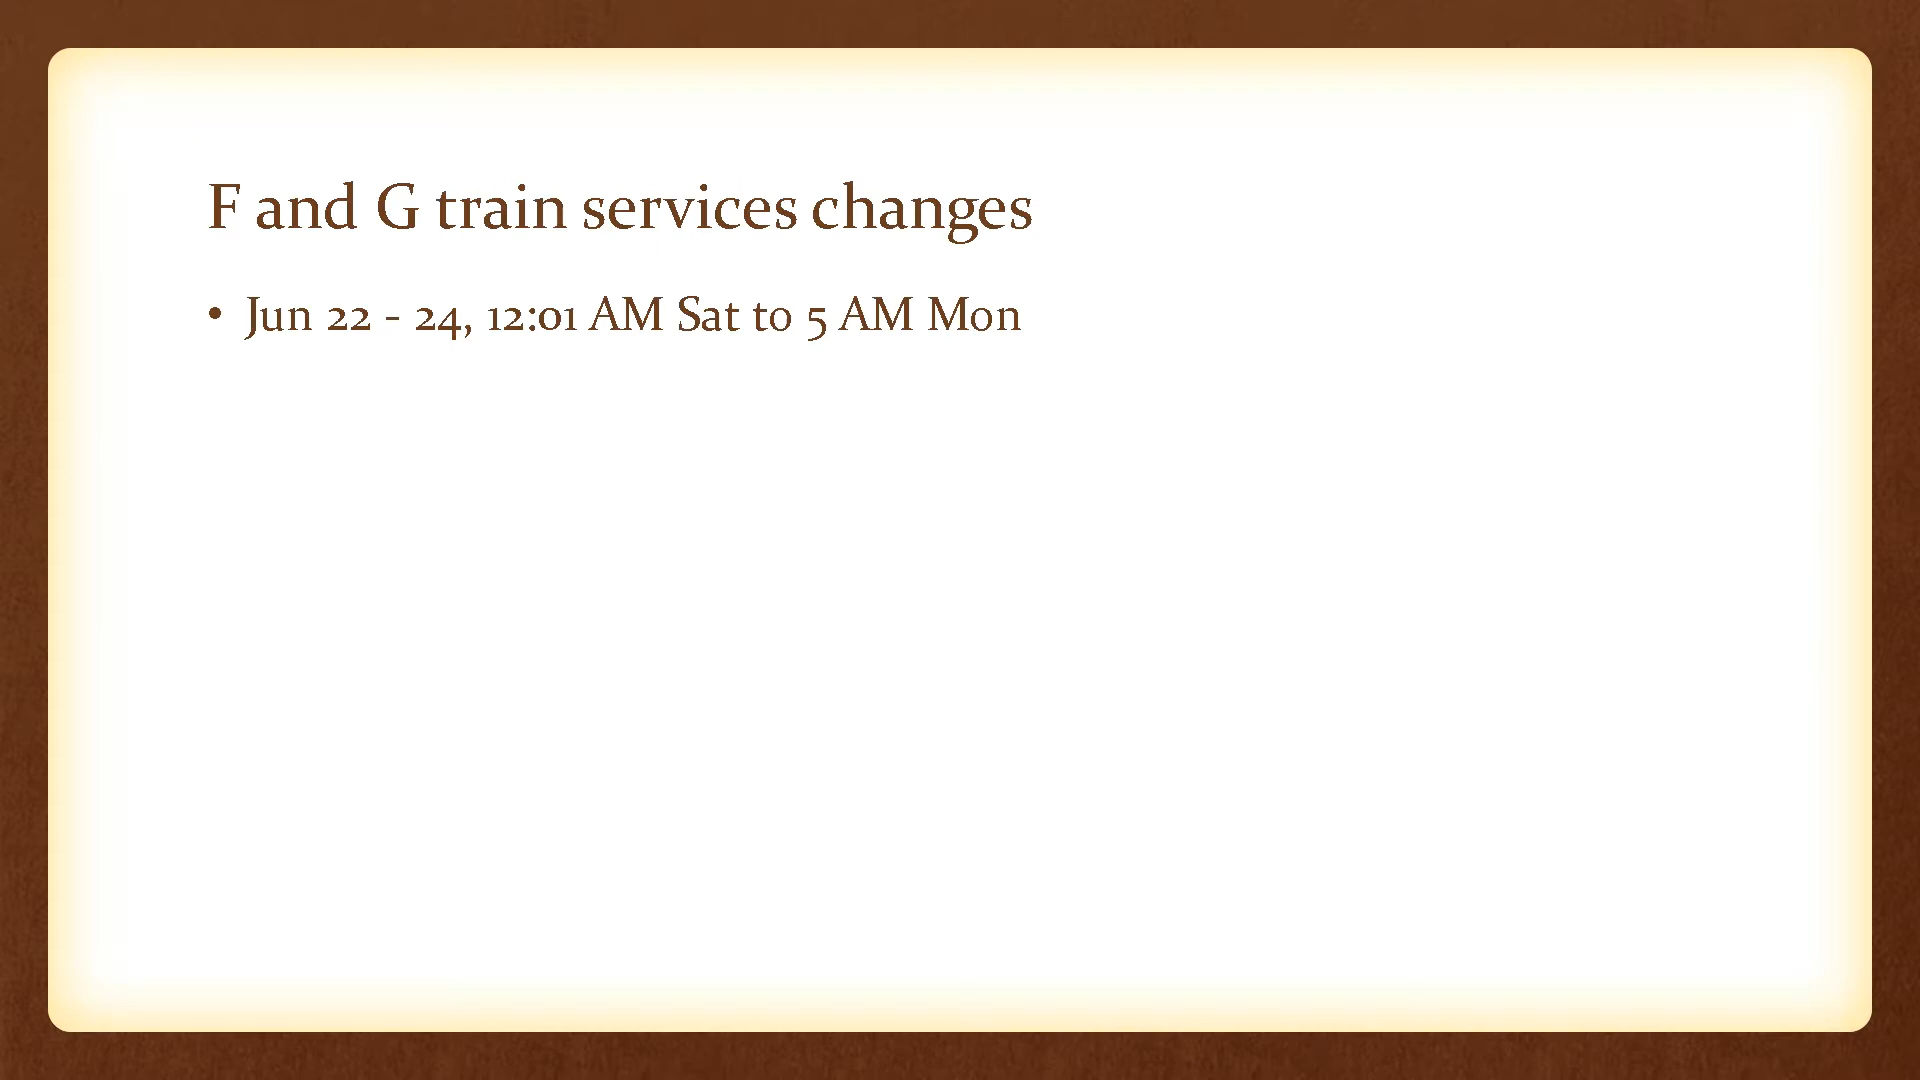 F and G train services changes
• Jun 22 - 24, 12:01 AM Sat to 5 AM Mon